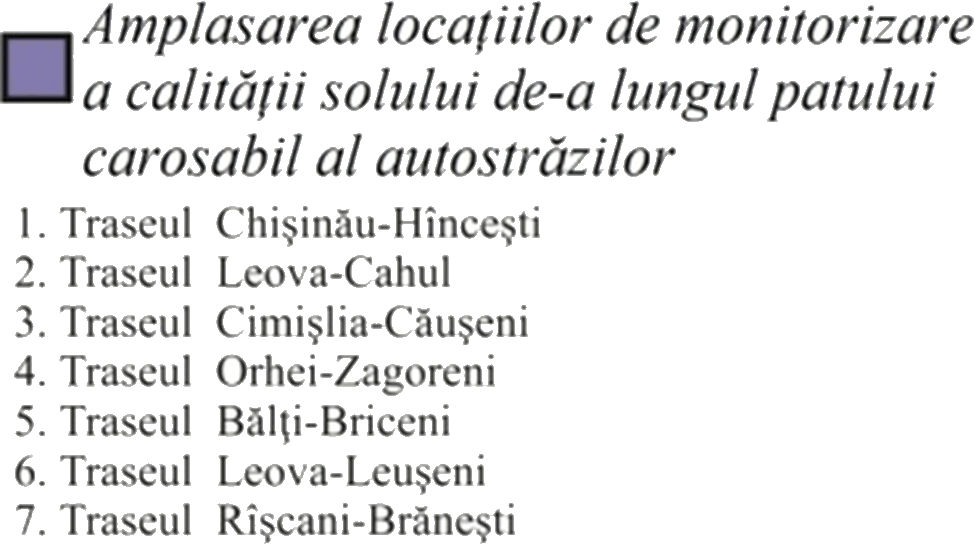 Amplasarea locațiilor de monitorizare
a calității solului de-a lungul patului
carosabil al autostrăzilor
1. Traseul Chişinău-Hînceşti
2. Traseul Leova-Cahul
3. Traseul Cimişlia-Căuşeni
4. Traseul Orhei-Zagoreni
5. Traseul Bălţi-Briceni
6. Traseul Leova-Leuşeni
7. Traseul Rîşcani-Brăneşti